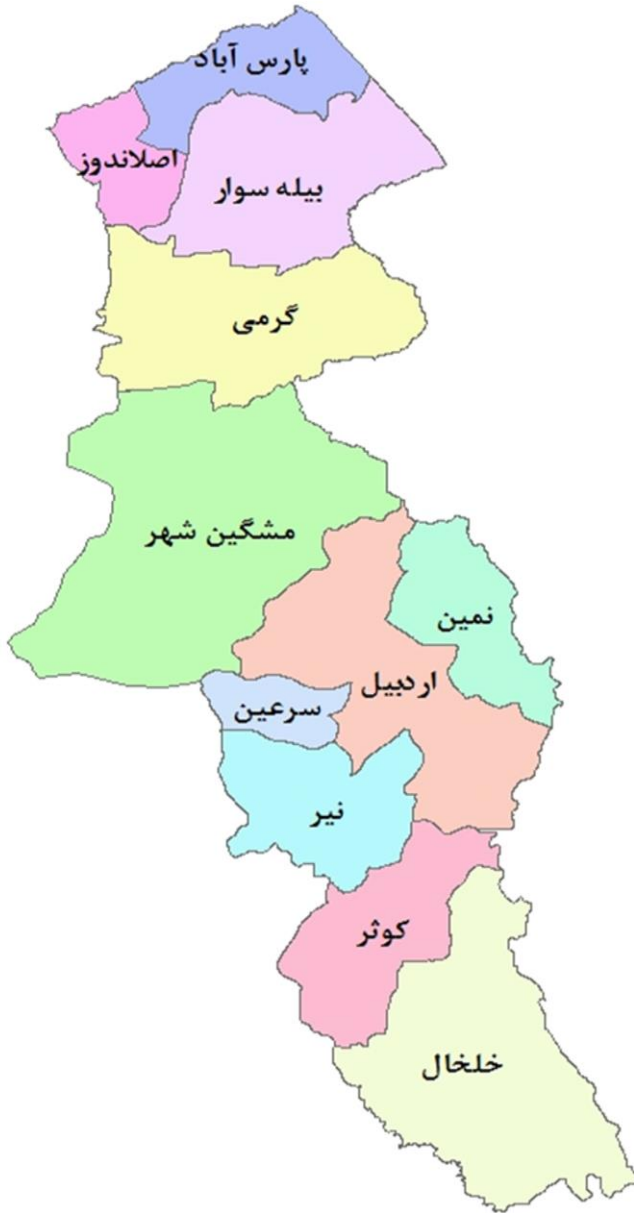 پارس آباد
اصلاندوز
بیله سوار
گرمی
مشگین شهر
نمین
اردبیل
سرعین
نیر
کوثر
خلخال